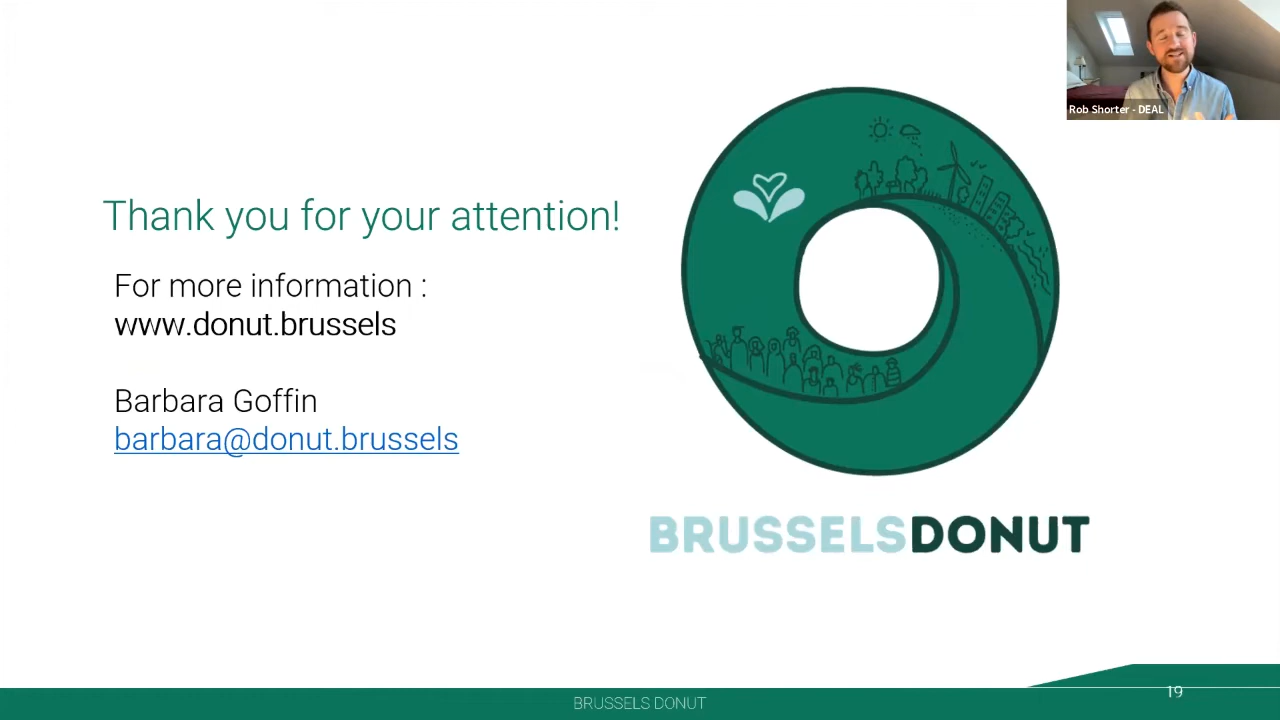 Rob Shorter - DEAL
Thank you for your attention!
For more information :
www.donut.brussels
Barbara Goffin
barbara@donut.brussels
BRUSSELSDONUT
BRUSSELS DONUT
19